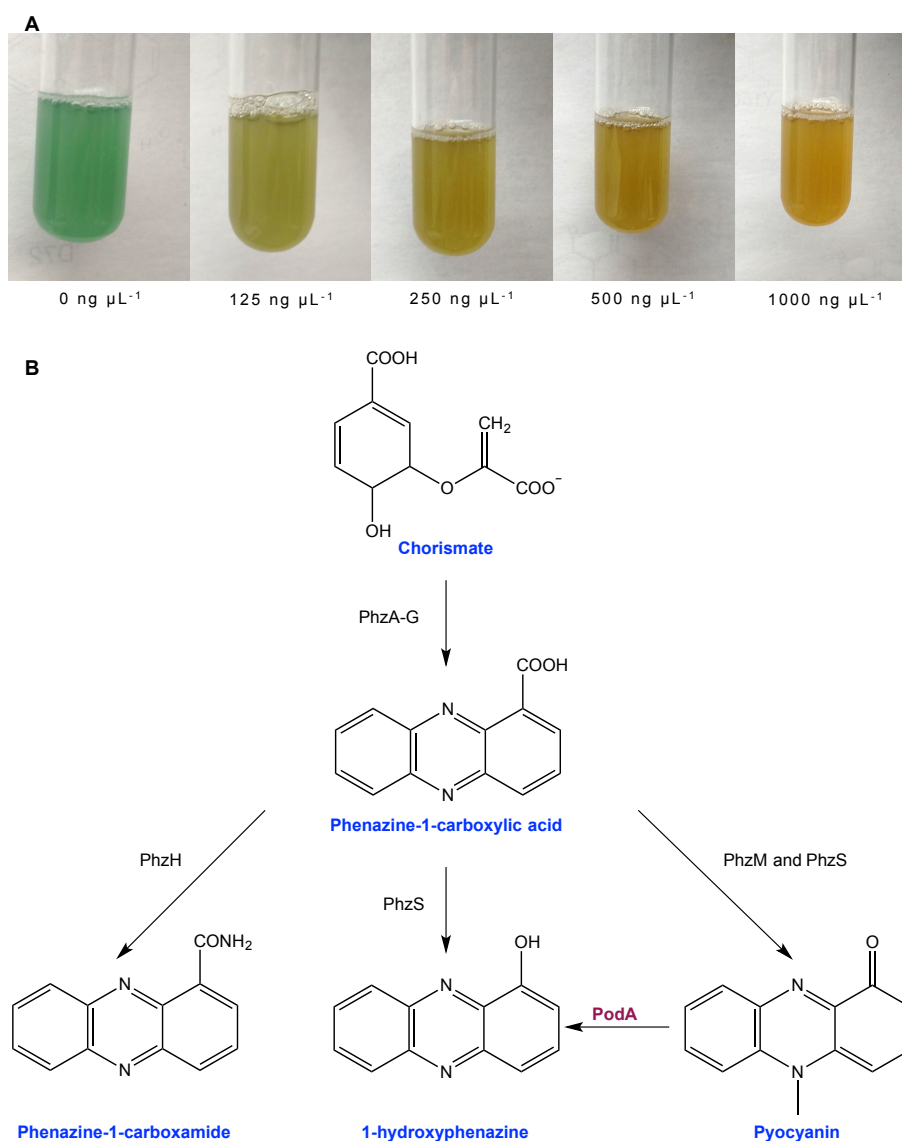 A
0 ng µL⁻¹ 125 ng µL⁻¹ 250 ng µL⁻¹ 500 ng µL⁻¹ 1000 ng µL⁻¹
B
COOH
CH₂
O COO⁻
OH
Chorismate
PhzA-G
COOH
N
N
Phenazine-1-carboxylic acid
PhzH PhzM and PhzS
PhzS
CONH₂ OH O
N N N
PodA
N N N
Phenazine-1-carboxamide 1-hydroxyphenazine Pyocyanin